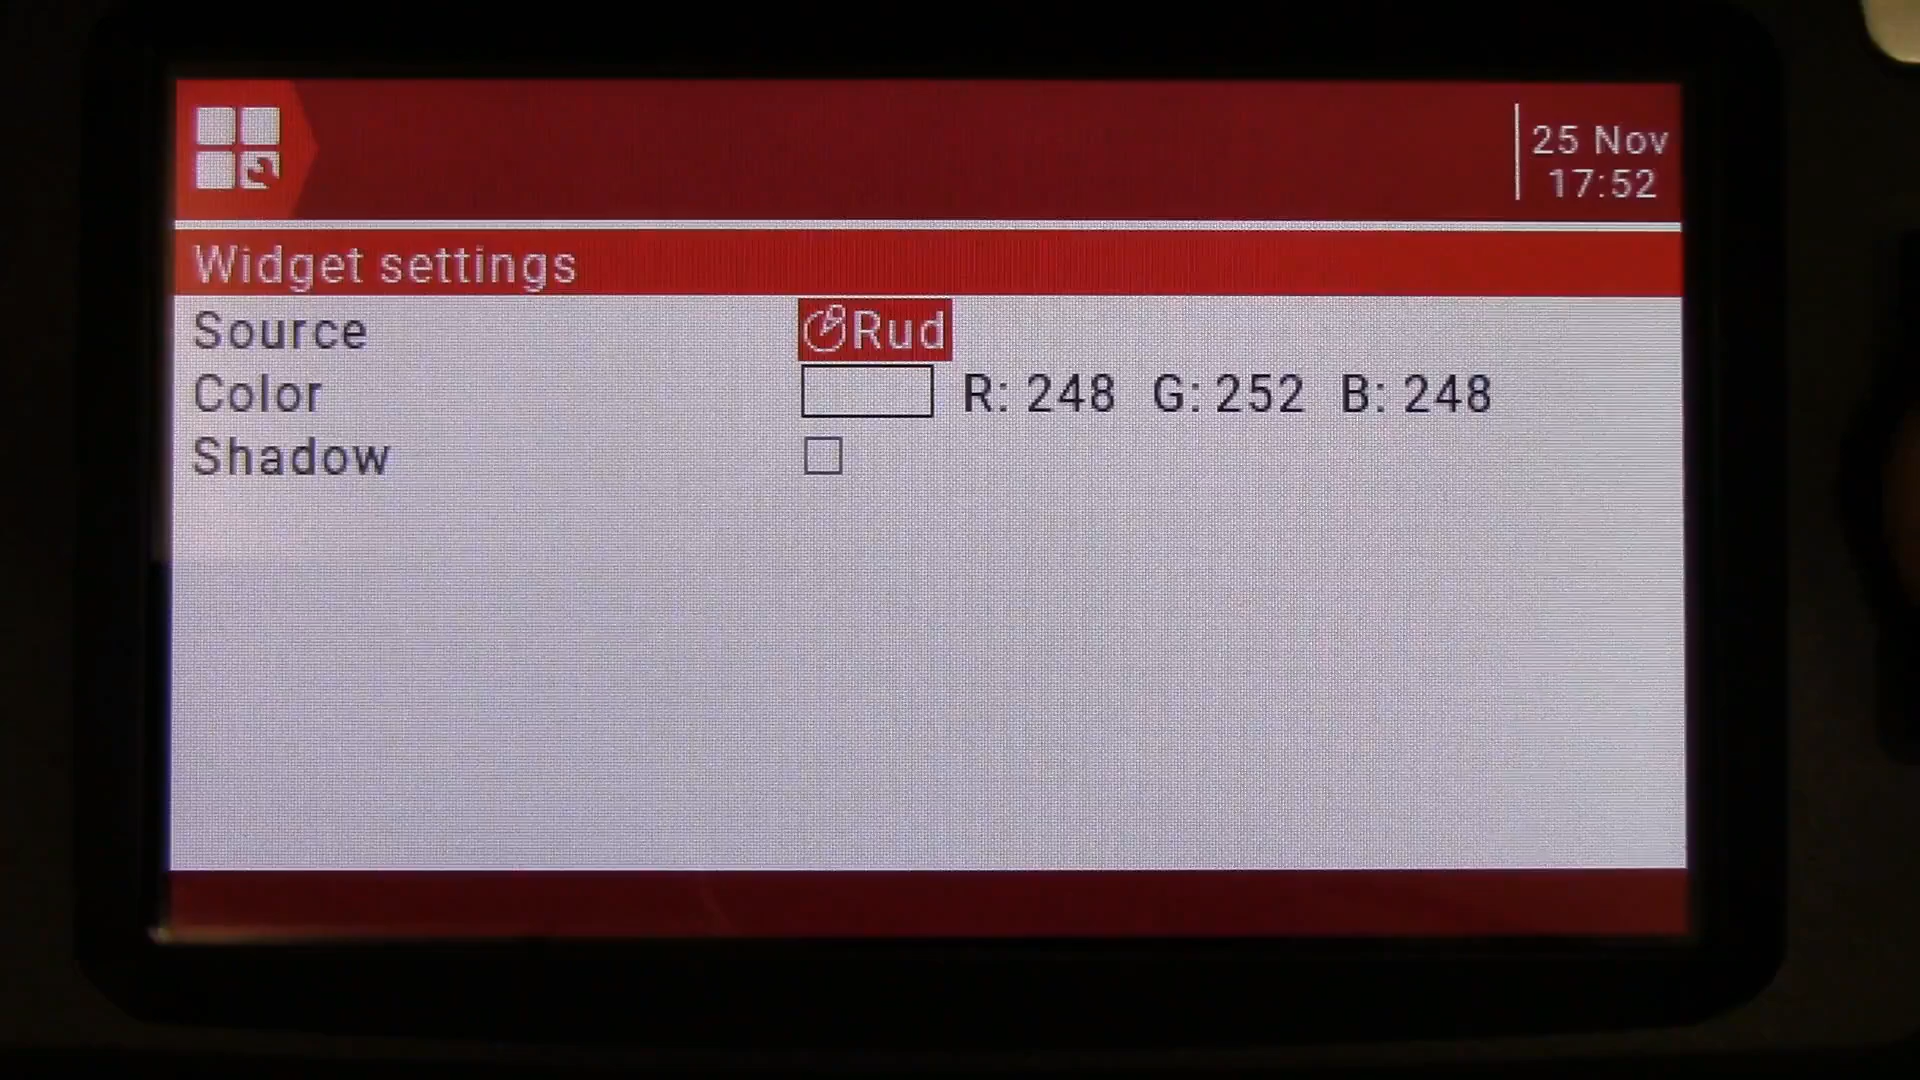 25 Nov
17:52
Widget settings
Source Rud
Color R: 248 G: 252 B: 248
Shadow